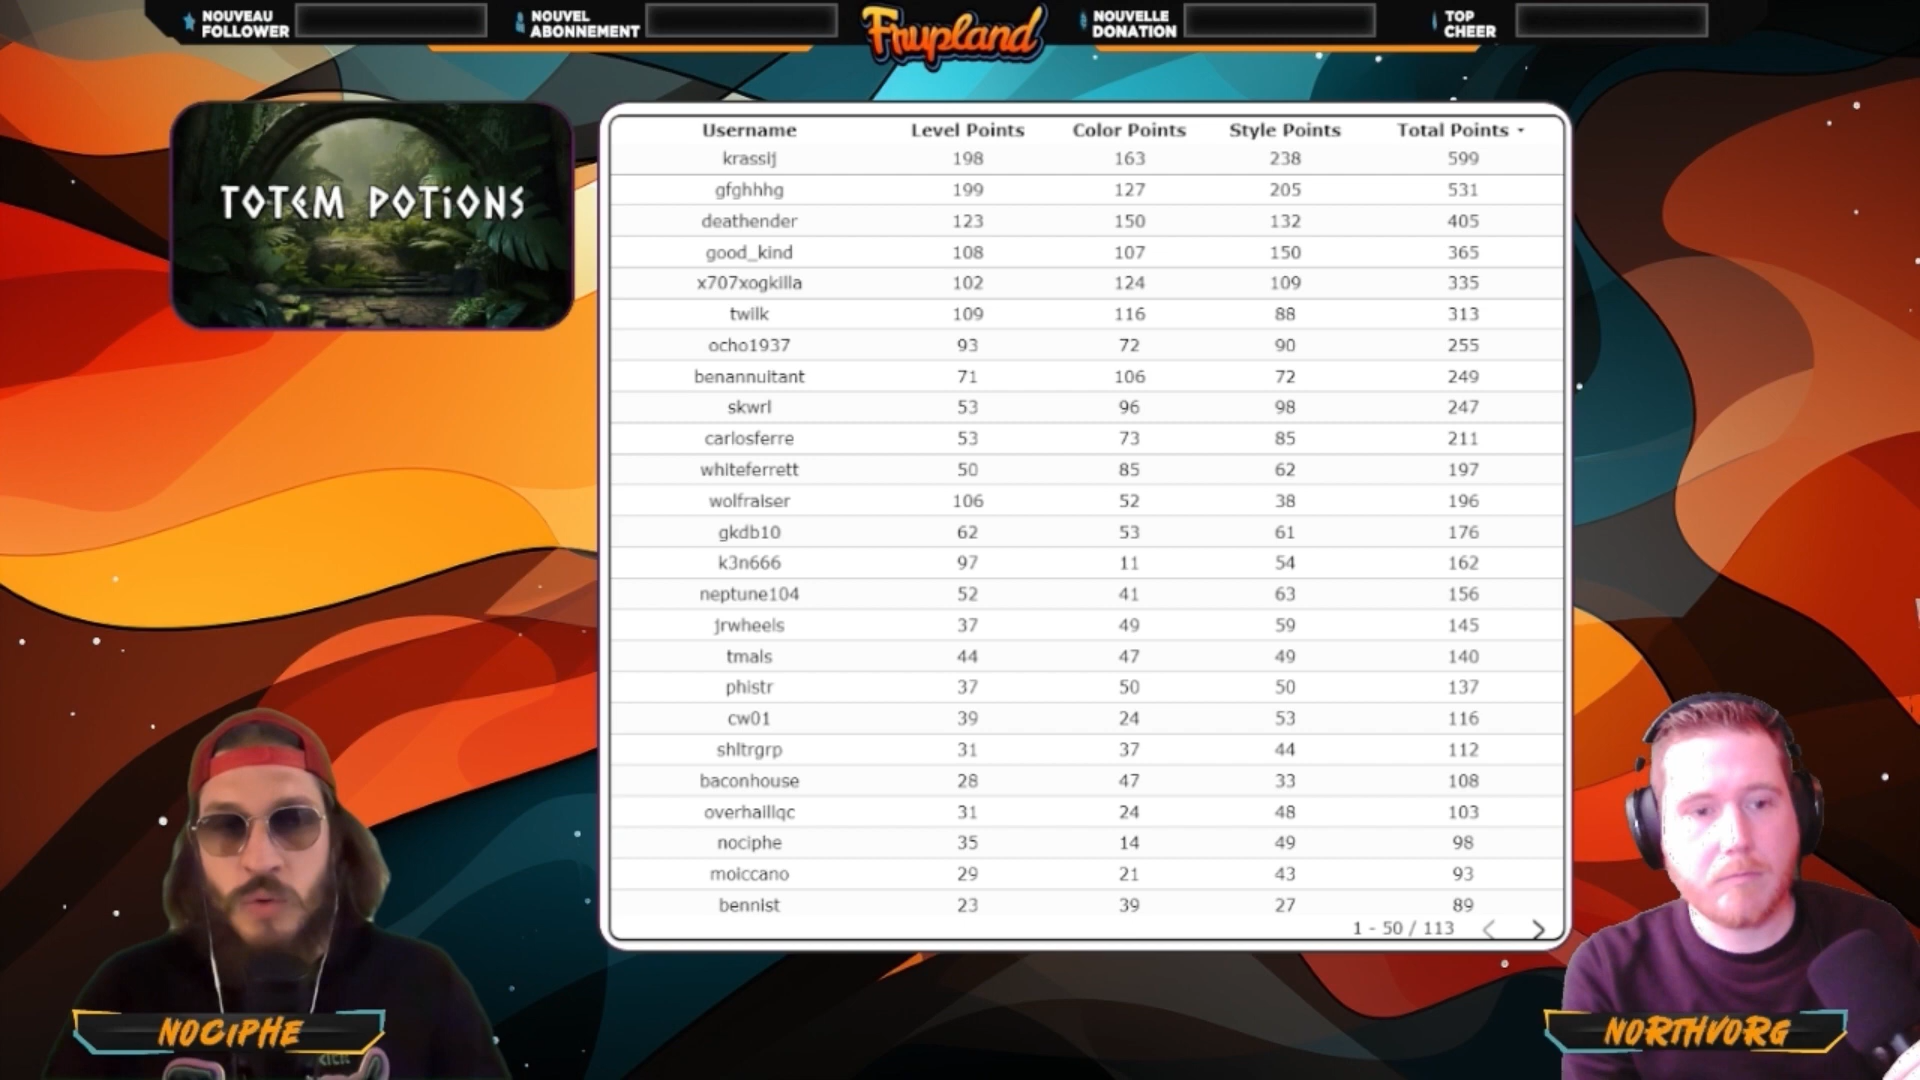 NOUVEAU
FOLLOWER
NOUVEL
ABONNEMENT
Frupland
NOUVELLE
DONATION
TOP
CHEER
TOTEM POTIONS
Username Level Points Color Points Style Points Total Points
krasslj 198 163 238 599
gfghhhg 199 127 205 531
deathender 123 150 132 405
good_kind 108 107 150 365
x707xogkilla 102 124 109 335
twilk 109 116 88 313
ocho1937 93 72 90 255
benannuitant 71 106 72 249
skwrl 53 96 98 247
carlosferre 53 73 85 211
whiteferrett 50 85 62 197
wolfraiser 106 52 38 196
gkdb10 62 53 61 176
k3n666 97 11 54 162
neptune104 52 41 63 156
jrwheels 37 49 59 145
tmals 44 47 49 140
phistr 37 50 50 137
cw01 39 24 53 116
shltrgrp 31 37 44 112
baconhouse 28 47 33 108
overhaillqc 31 24 48 103
nociphe 35 14 49 98
moiccano 29 21 43 93
bennist 23 39 27 89
1 - 50 / 113
NOCiPHE
NORTHVORG